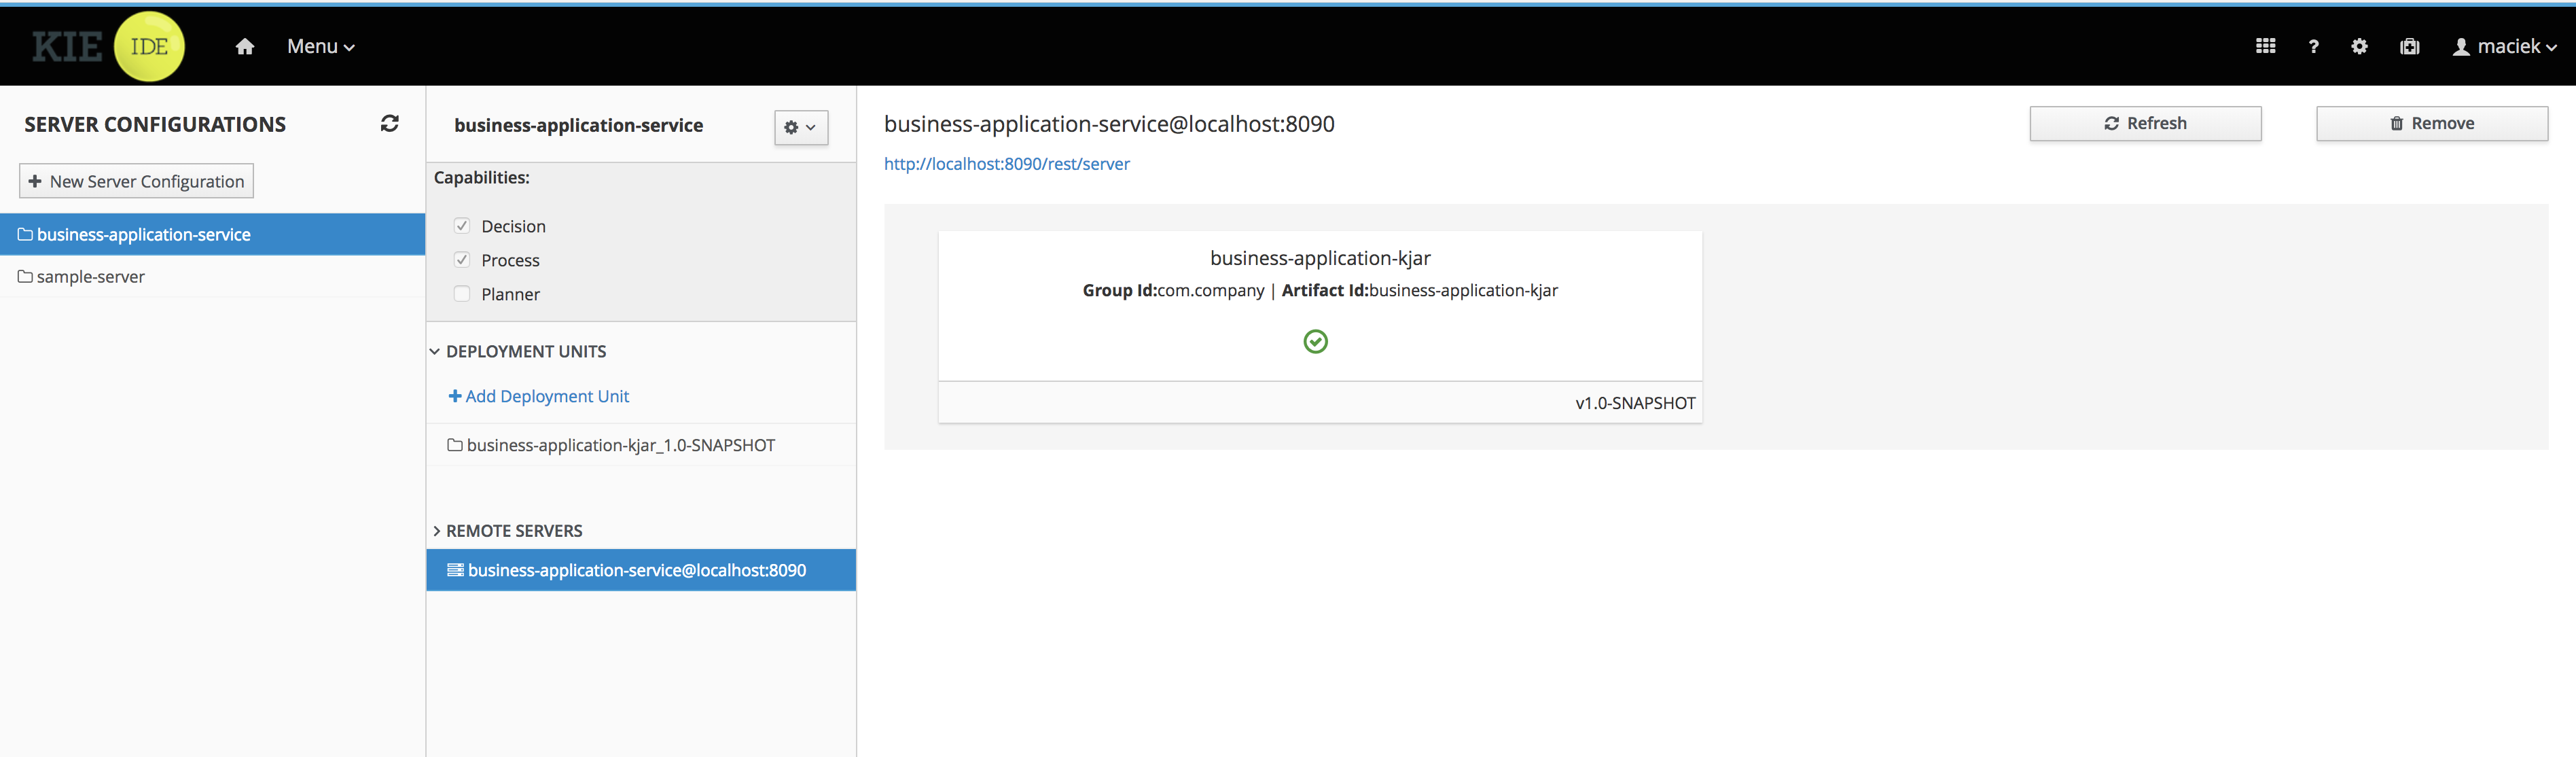 KIE IDE
Menu
?
maciek
SERVER CONFIGURATIONS
New Server Configuration
business-application-service
sample-server
business-application-service
Capabilities:
Decision
Process
Planner
DEPLOYMENT UNITS
Add Deployment Unit
business-application-kjar_1.0-SNAPSHOT
REMOTE SERVERS
business-application-service@localhost:8090
business-application-service@localhost:8090
Refresh
Remove
http://localhost:8090/rest/server
business-application-kjar
Group Id:com.company | Artifact Id:business-application-kjar
v1.0-SNAPSHOT